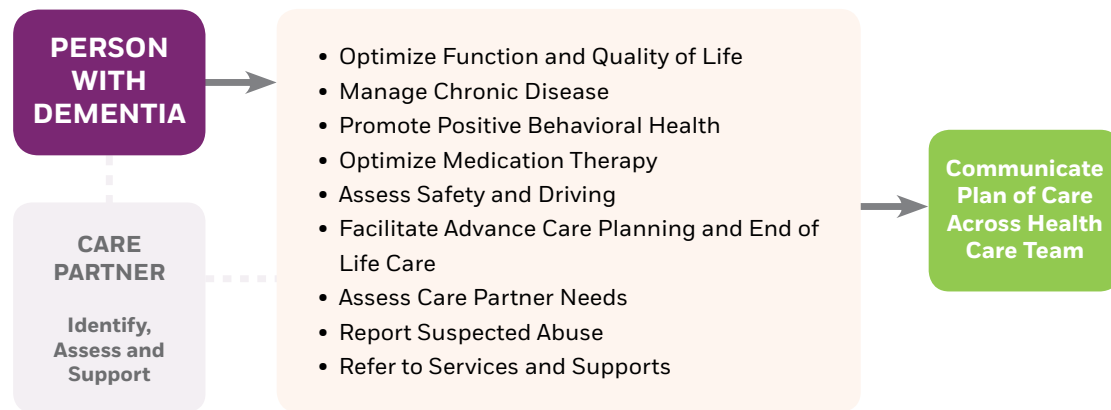 PERSON
WITH
DEMENTIA
CARE
PARTNER
Identify,
Assess and
Support
• Optimize Function and Quality of Life
• Manage Chronic Disease
• Promote Positive Behavioral Health
• Optimize Medication Therapy
• Assess Safety and Driving
• Facilitate Advance Care Planning and End of
Life Care
• Assess Care Partner Needs
• Report Suspected Abuse
• Refer to Services and Supports
Communicate
Plan of Care
Across Health
Care Team